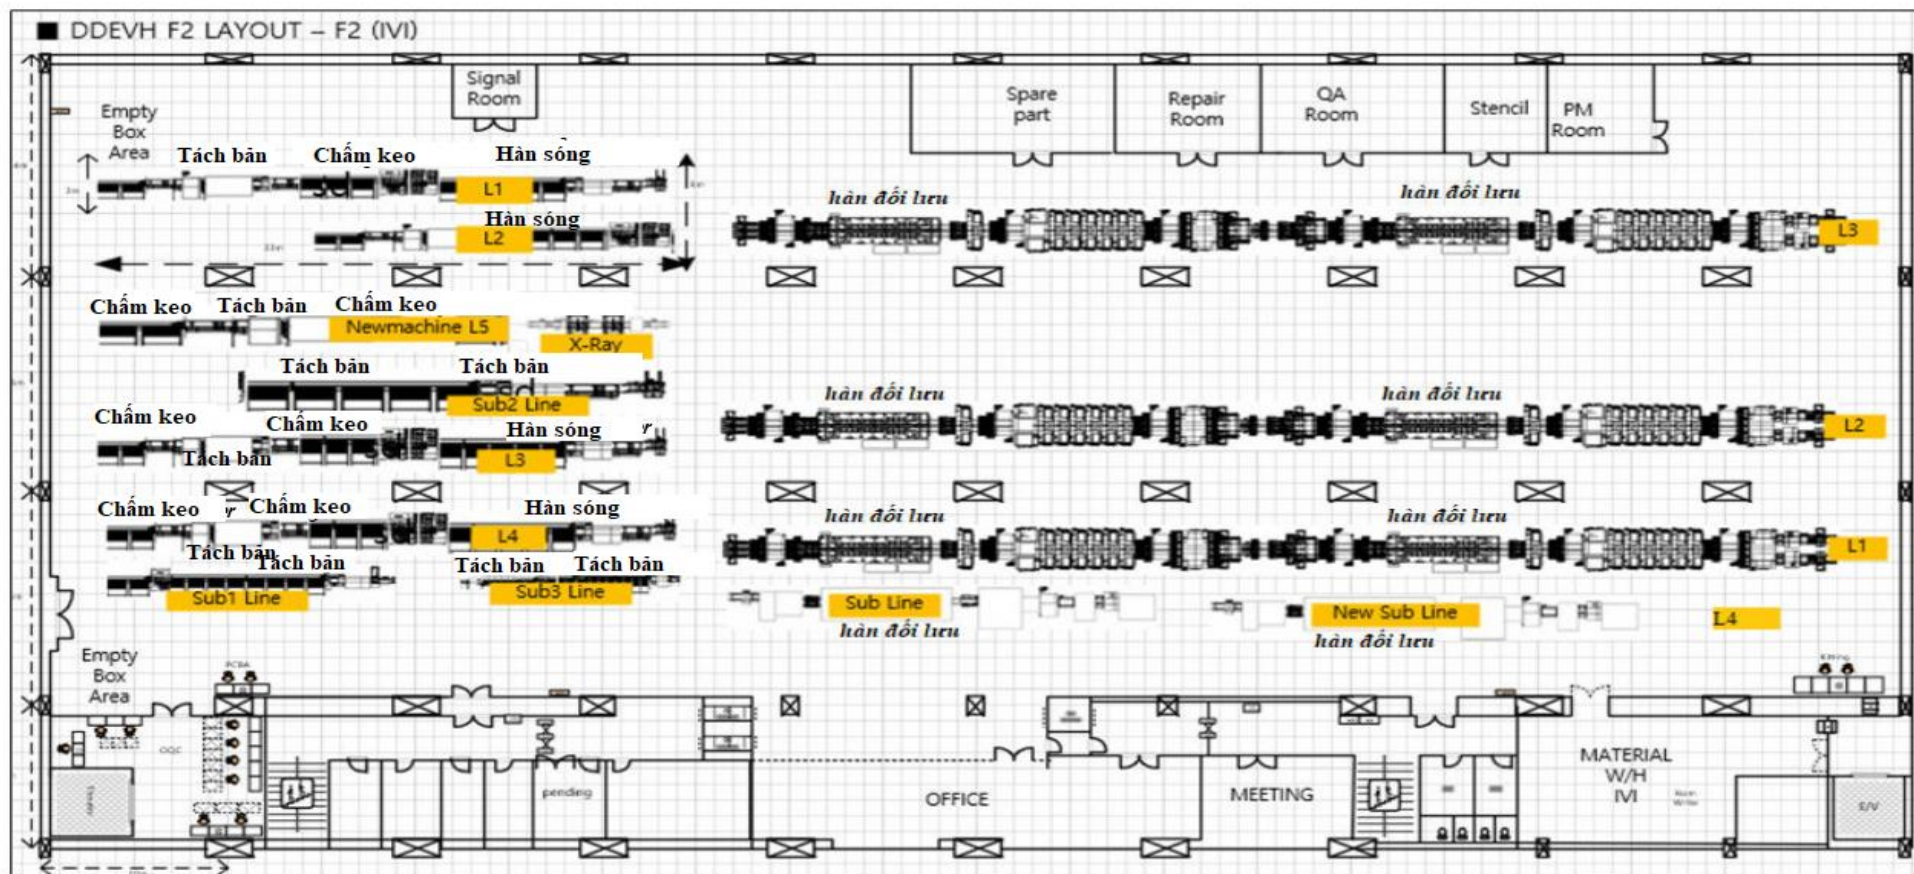 DDEVH F2 LAYOUT – F2 (IVI)
Signal
Room
Spare
part
Repair
Room
QA
Room
Stencil
PM
Room
Empty
Box
Area
Tách bản
Chấm keo
Hàn sóng
L1
Hàn sóng
L2
hàn đối lưu
hàn đối lưu
L3
Chấm keo
Tách bản
Chấm keo
Newmachine L5
X-Ray
Tách bản
Tách bản
Sub2 Line
Chấm keo
Chấm keo
Hàn sóng
Tách bản
L3
hàn đối lưu
hàn đối lưu
L2
Chấm keo
Chấm keo
Hàn sóng
L4
Tách bản
Tách bản
Tách bản
Tách bản
Sub1 Line
Sub3 Line
hàn đối lưu
hàn đối lưu
L1
Sub Line
hàn đối lưu
New Sub Line
hàn đối lưu
L4
Empty
Box
Area
PCBA
OQC
pending
OFFICE
MEETING
MATERIAL
W/H
IVI
E/V